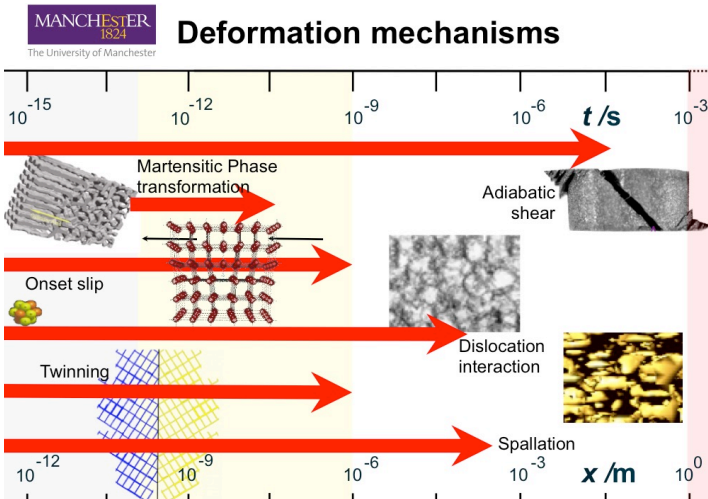 MANCHESTER
1824
The University of Manchester
Deformation mechanisms
10-15
10-12
10-9
10-6
t /s
10-3
Martensitic Phase
transformation
Adiabatic
shear
Onset slip
Dislocation
interaction
Twinning
Spallation
10-12
10-9
10-6
10-3
x /m
100